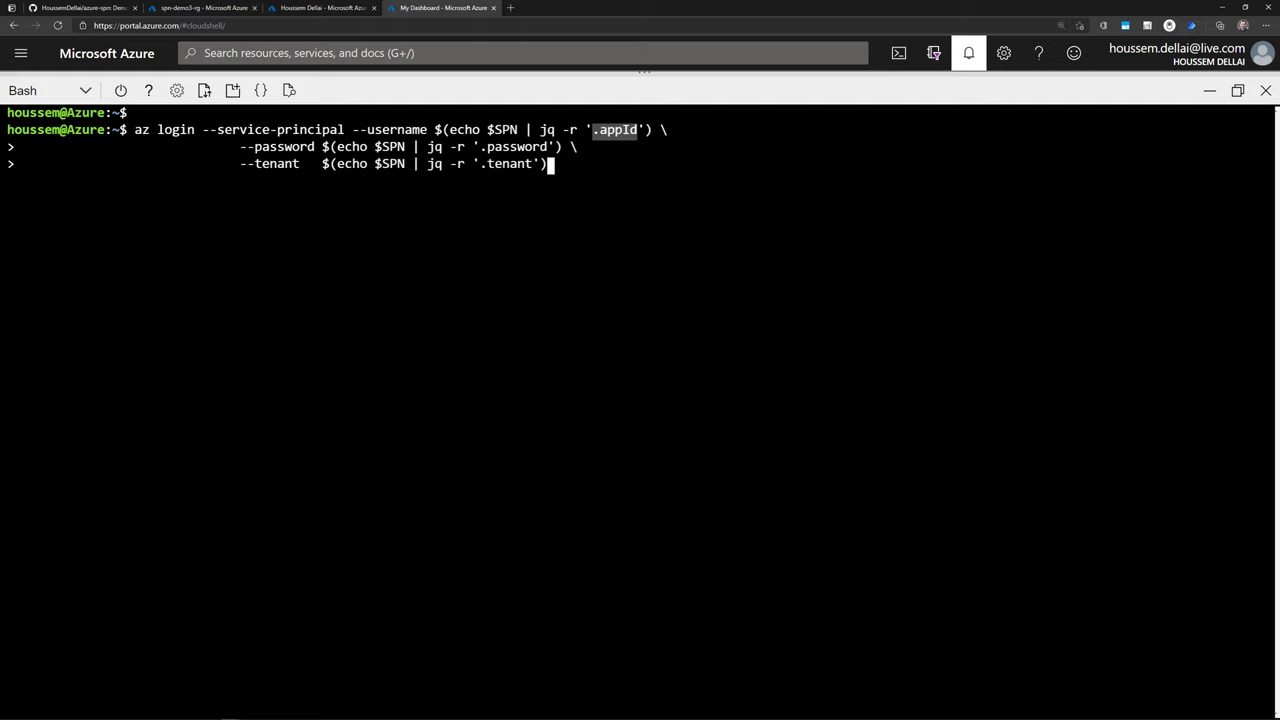 HoussemDellai/azure-spn: Dem
spn-demo3-rg - Microsoft Azure
Houssem Dellai - Microsoft Azu
My Dashboard - Microsoft Azure
https://portal.azure.com/#cloudshell/
Microsoft Azure
Search resources, services, and docs (G+/)
houssem.dellai@live.com
HOUSSEM DELLAI
Bash
houssem@Azure:~$
houssem@Azure:~$ az login --service-principal --username $(echo $SPN | jq -r '.appId') \
> --password $(echo $SPN | jq -r '.password') \
> --tenant $(echo $SPN | jq -r '.tenant')